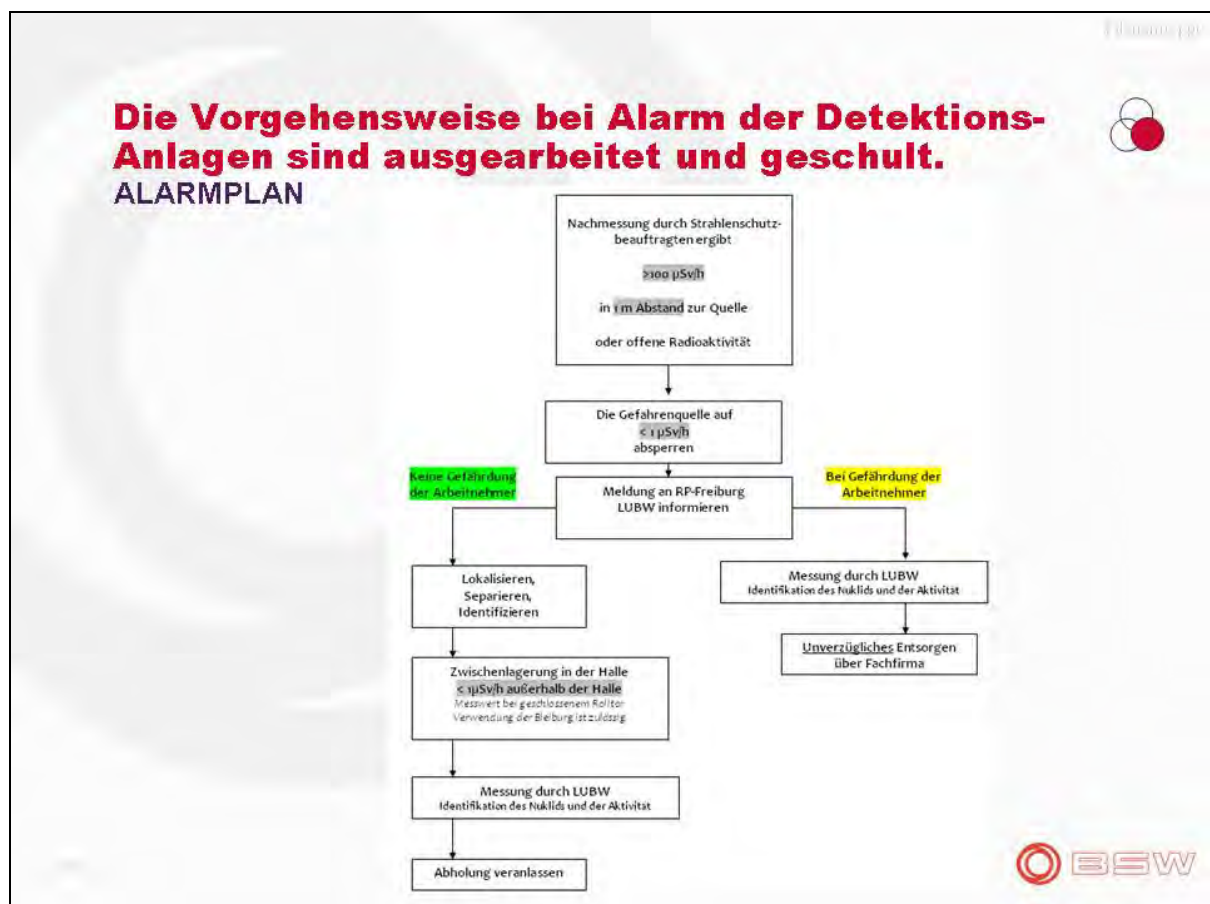 Die Vorgehensweise bei Alarm der Detektions-
Anlagen sind ausgearbeitet und geschult.
ALARMPLAN
Nachmessung durch Strahlenschutz-
beauftragten ergibt
>100 µSv/h
in 1 m Abstand zur Quelle
oder offene Radioaktivität
Die Gefahrenquelle auf
< 1 µSv/h
absperren
Keine Gefährdung
der Arbeitnehmer
Meldung an RP-Freiburg
LUBW informieren
Bei Gefährdung der
Arbeitnehmer
Lokalisieren,
Separieren,
Identifizieren
Zwischenlagerung in der Halle
< 1µSv/h außerhalb der Halle
Messwert bei geschlossenem Rolltor
Verwendung der Bleiburg ist zulässig
Messung durch LUBW
Identifikation des Nuklids und der Aktivität
Abholung veranlassen
Messung durch LUBW
Identifikation des Nuklids und der Aktivität
Unverzügliches Entsorgen
über Fachfirma
BSW